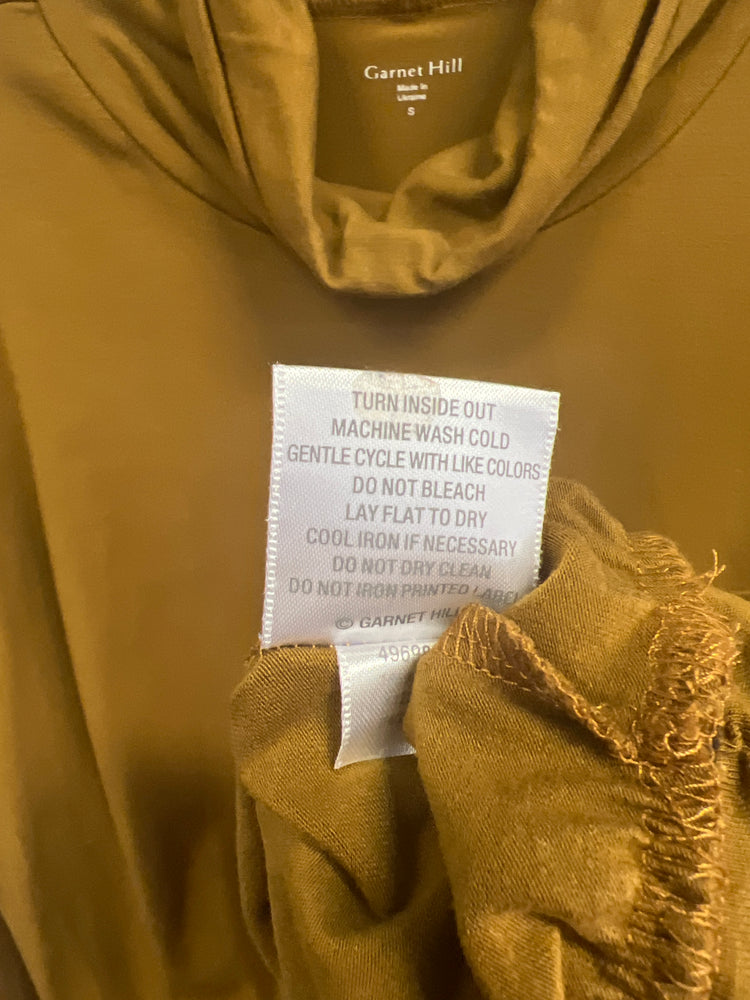 Garnet Hill
Made in
Ukraine
S
TURN INSIDE OUT
MACHINE WASH COLD
GENTLE CYCLE WITH LIKE COLORS
DO NOT BLEACH
LAY FLAT TO DRY
COOL IRON IF NECESSARY
DO NOT DRY CLEAN
DO NOT IRON PRINTED LABEL
© GARNET HILL